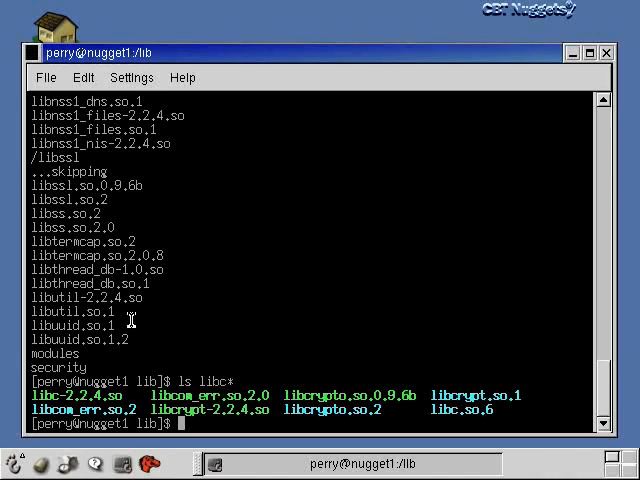 CBT Nuggets
perry@nugget1:/lib
File Edit Settings Help
libnss1_dns.so.1
libnss1_files-2.2.4.so
libnss1_files.so.1
libnss1_nis-2.2.4.so
/libssl
...skipping
libssl.so.0.9.6b
libssl.so.2
libss.so.2
libss.so.2.0
libtermcap.so.2
libtermcap.so.2.0.8
libthread_db-1.0.so
libthread_db.so.1
libutil-2.2.4.so
libutil.so.1
libuuid.so.1
libuuid.so.1.2
modules
security
[perry@nugget1 lib]$ ls libc*
libc-2.2.4.so libcom_err.so.2.0 libcrypto.so.0.9.6b libcrypt.so.1
libcom_err.so.2 libcrypt-2.2.4.so libcrypto.so.2 libc.so.6
[perry@nugget1 lib]$
perry@nugget1:/lib